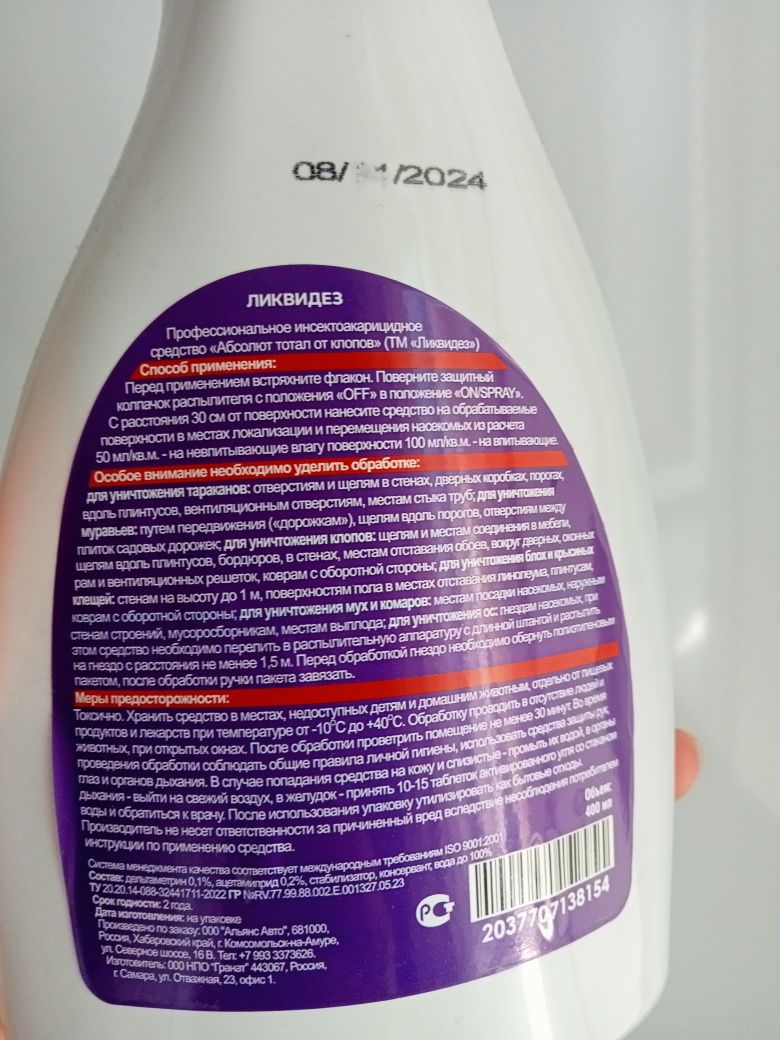 08/ /2024
ЛИКВИДЕЗ
Профессиональное инсектоакарицидное
средство «Абсолют тотал от клопов» (ТМ «Ликвидез»)
Способ применения:
Перед применением встряхните флакон. Поверните защитный
колпачок распылителя с положения «OFF» в положение «ON/SPRAY».
С расстояния 30 см от поверхности нанесите средство на обрабатываемые
поверхности в местах локализации и перемещения насекомых из расчета
50 мл/кв.м. - на невпитывающие влагу поверхности 100 мл/кв.м. - на впитывающие.
Особое внимание необходимо уделить обработке:
для уничтожения тараканов: отверстиям и щелям в стенах, дверных коробках, порогах,
вдоль плинтусов, вентиляционным отверстиям, местам стыка труб; для уничтожения
муравьев: путем передвижения («дорожкам»), щелям вдоль порогов, отверстиям между
плиток садовых дорожек; для уничтожения клопов: щелям и местам соединения в мебели,
щелям вдоль плинтусов, бордюров, в стенах, местам отставания обоев, вокруг дверных, оконных
рам и вентиляционных решеток, коврам с оборотной стороны; для уничтожения блох и крысиных
клещей: стенам на высоту до 1 м, поверхностям пола в местах отставания линолеума, плинтусам,
коврам с оборотной стороны; для уничтожения мух и комаров: местам посадки насекомых, наружным
стенам строений, мусоросборникам, местам выплода; для уничтожения ос: гнездам насекомых, при
этом средство необходимо перелить в распылительную аппаратуру с длинной штангой и распылить
на гнездо с расстояния не менее 1,5 м. Перед обработкой гнездо необходимо обернуть полиэтиленовым
пакетом, после обработки ручки пакета завязать.
Меры предосторожности:
Токсично. Хранить средство в местах, недоступных детям и домашним животным, отдельно от пищевых
продуктов и лекарств при температуре от -10°С до +40°С. Обработку проводить в отсутствие людей и
животных, при открытых окнах. После обработки проветрить помещение не менее 30 минут. Во время
проведения обработки соблюдать общие правила личной гигиены, использовать средства защиты рук,
глаз и органов дыхания. В случае попадания средства на кожу и слизистые - промыть их водой, в органы
дыхания - выйти на свежий воздух, в желудок - принять 10-15 таблеток активированного угля со стаканом
воды и обратиться к врачу. После использования упаковку утилизировать как бытовые отходы.
Производитель не несет ответственности за причиненный вред вследствие несоблюдения потребителем
инструкции по применению средства.
Объем:
400 мл
Система менеджмента качества соответствует международным требованиям ISO 9001:2001
Состав: дельтаметрин 0,1%, ацетамиприд 0,2%, стабилизатор, консервант, вода до 100%
ТУ 20.20.14-088-32441711-2022 ГР №RV.77.99.88.002.E.001327.05.23
Срок годности: 2 года.
Дата изготовления: на упаковке
Произведено по заказу: ООО "Альянс Авто", 681000,
Россия, Хабаровский край, г. Комсомольск-на-Амуре,
ул. Северное шоссе, 16 В. Тел: +7 993 3373626.
Изготовитель: ООО НПО "Гранат" 443067, Россия,
г. Самара, ул. Отважная, 23, офис 1.
РСТ
2037707138154